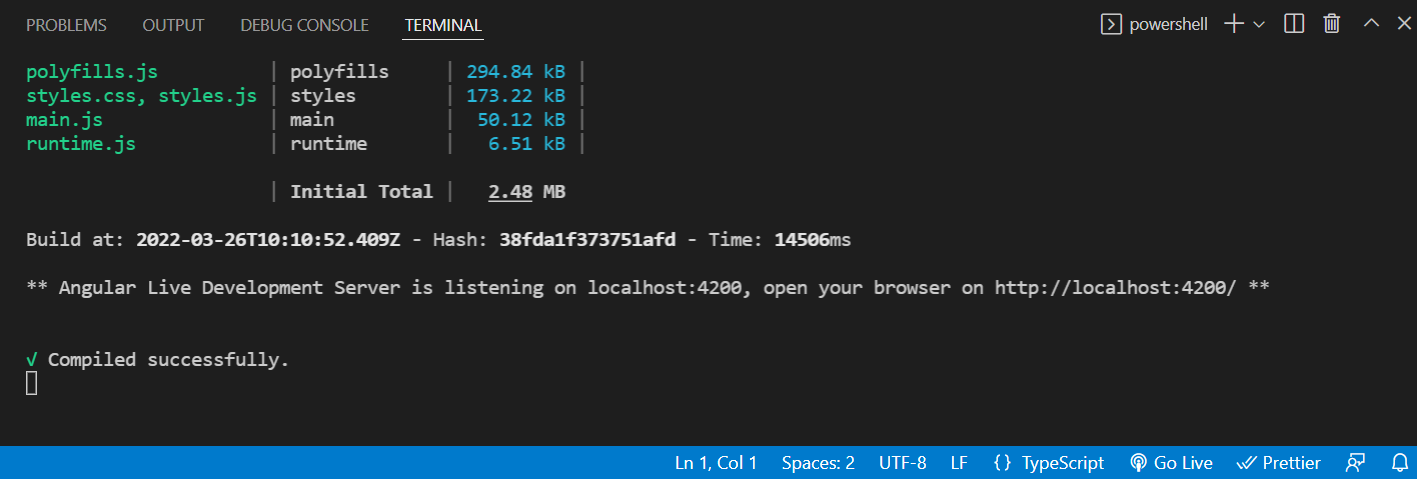 PROBLEMS OUTPUT DEBUG CONSOLE TERMINAL powershell
polyfills.js | polyfills | 294.84 kB |
styles.css, styles.js | styles | 173.22 kB |
main.js | main | 50.12 kB |
runtime.js | runtime | 6.51 kB |
| Initial Total | 2.48 MB
Build at: 2022-03-26T10:10:52.409Z - Hash: 38fda1f373751afd - Time: 14506ms
** Angular Live Development Server is listening on localhost:4200, open your browser on http://localhost:4200/ **
√ Compiled successfully.
Ln 1, Col 1 Spaces: 2 UTF-8 LF {} TypeScript Go Live Prettier